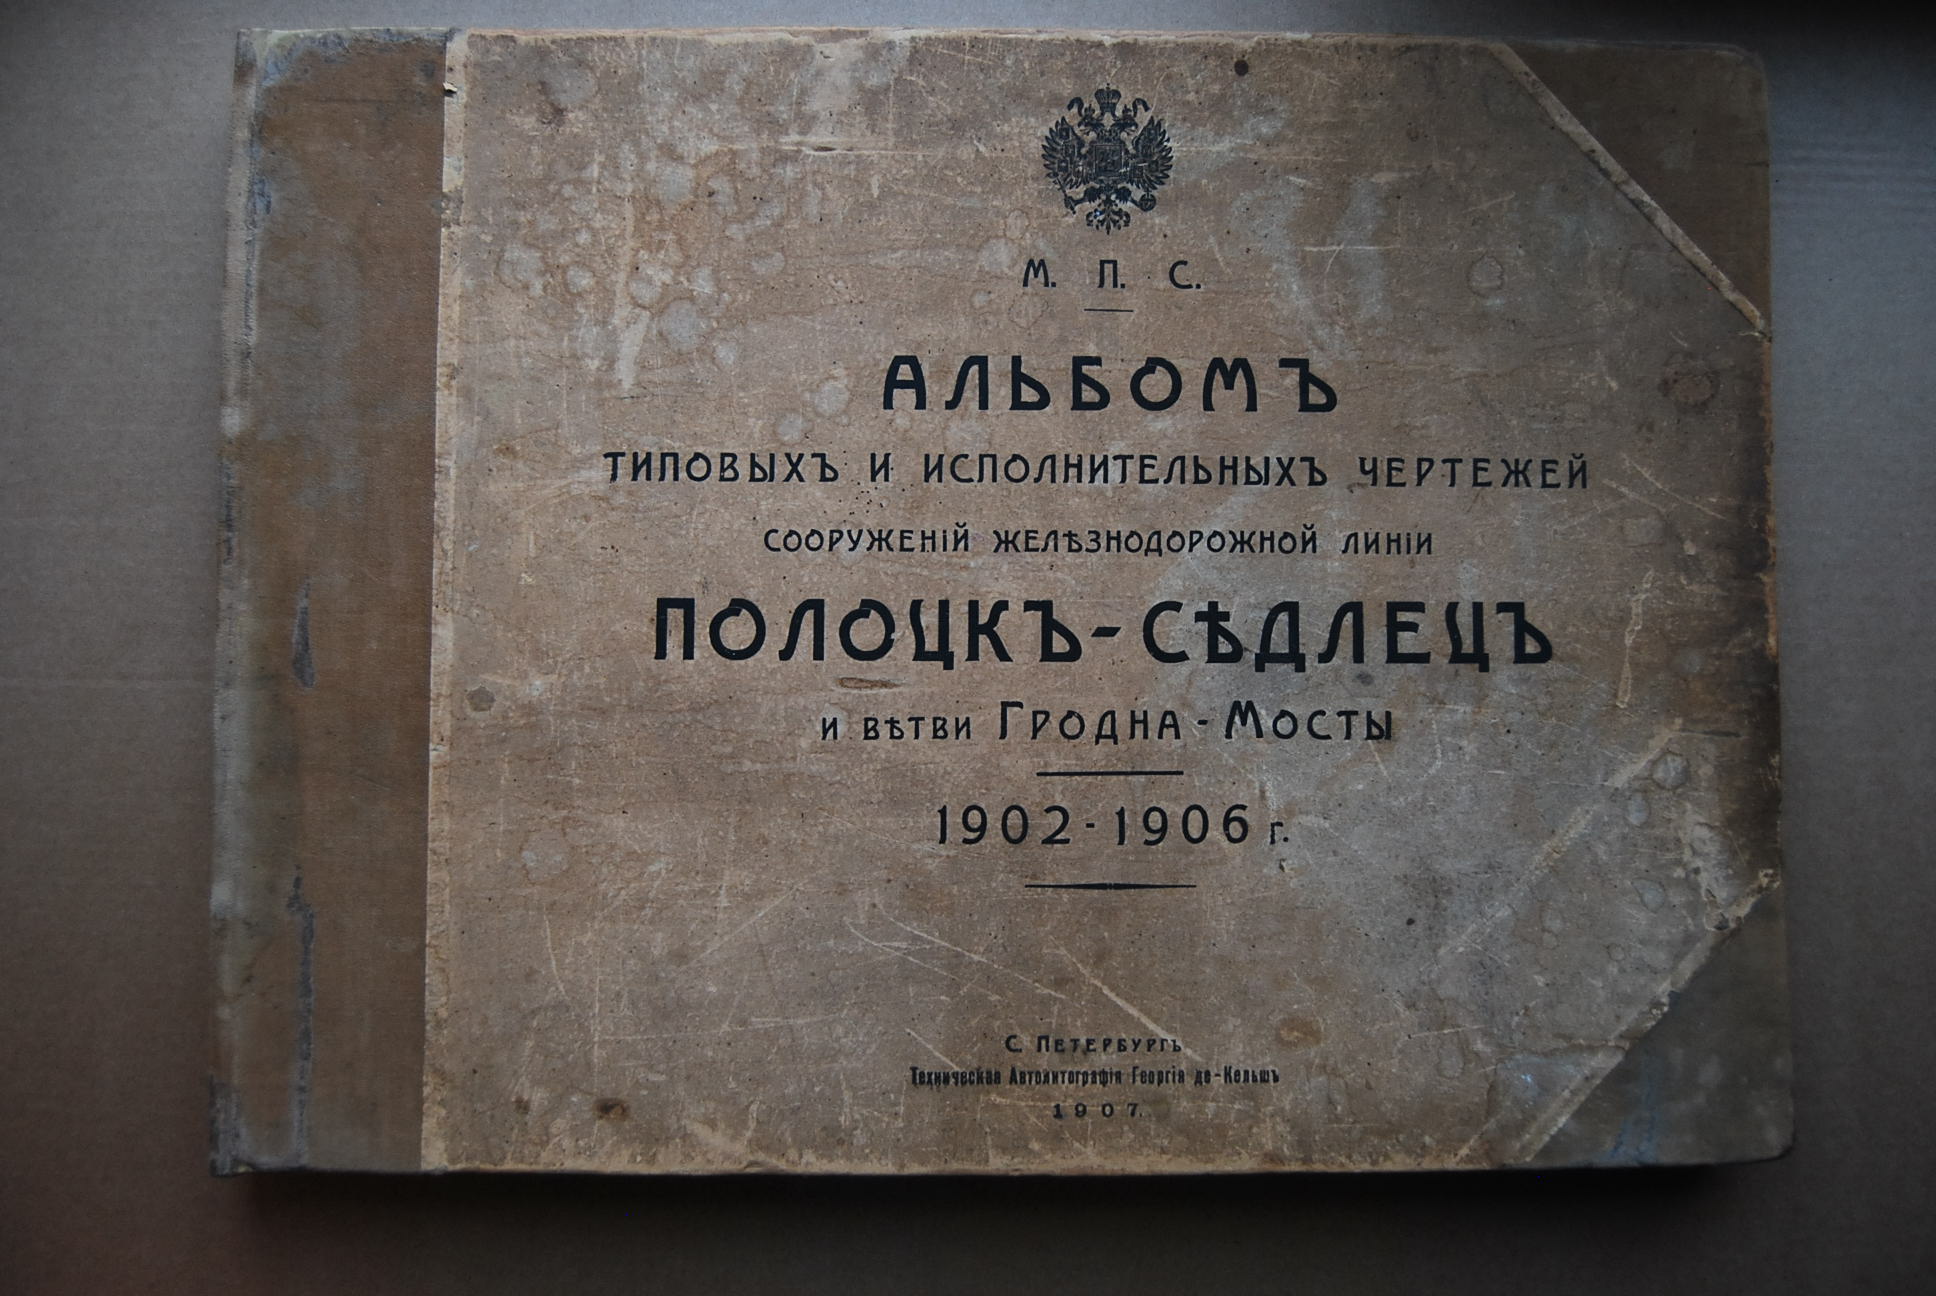 М. П. С.
АЛЬБОМЪ
ТИПОВЫХЪ И ИСПОЛНИТЕЛЬНЫХЪ ЧЕРТЕЖЕЙ
СООРУЖЕНІЙ ЖЕЛѢЗНОДОРОЖНОЙ ЛИНІИ
ПОЛОЦКЪ-СѢДЛЕЦЪ
И ВѢТВИ ГРОДНА-МОСТЫ
1902-1906 г.
С. ПЕТЕРБУРГЪ
Техническая Автолитографія Георгія де-Кельшъ
1907.